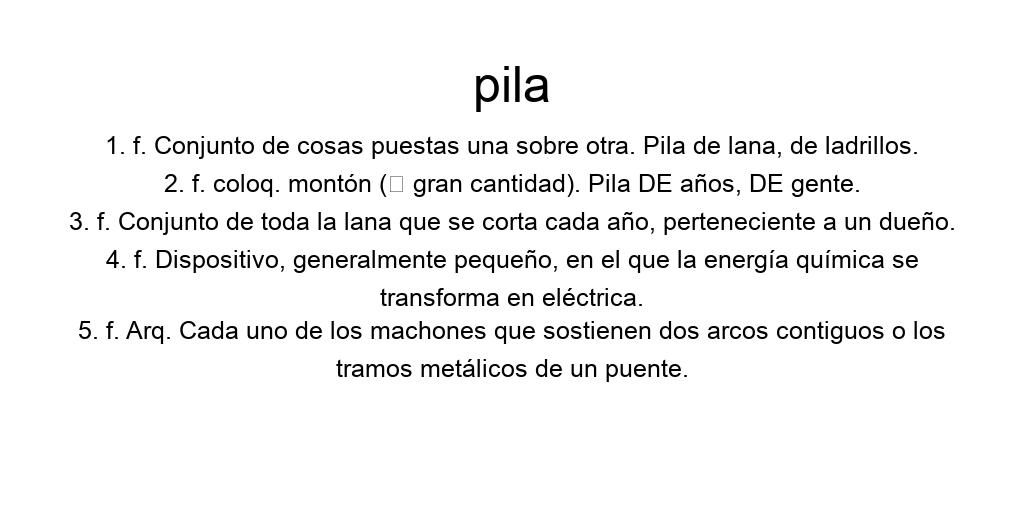 pila
1. f. Conjunto de cosas puestas una sobre otra. Pila de lana, de ladrillos.
2. f. coloq. montón (□ gran cantidad). Pila DE años, DE gente.
3. f. Conjunto de toda la lana que se corta cada año, perteneciente a un dueño.
4. f. Dispositivo, generalmente pequeño, en el que la energía química se
transforma en eléctrica.
5. f. Arq. Cada uno de los machones que sostienen dos arcos contiguos o los
tramos metálicos de un puente.